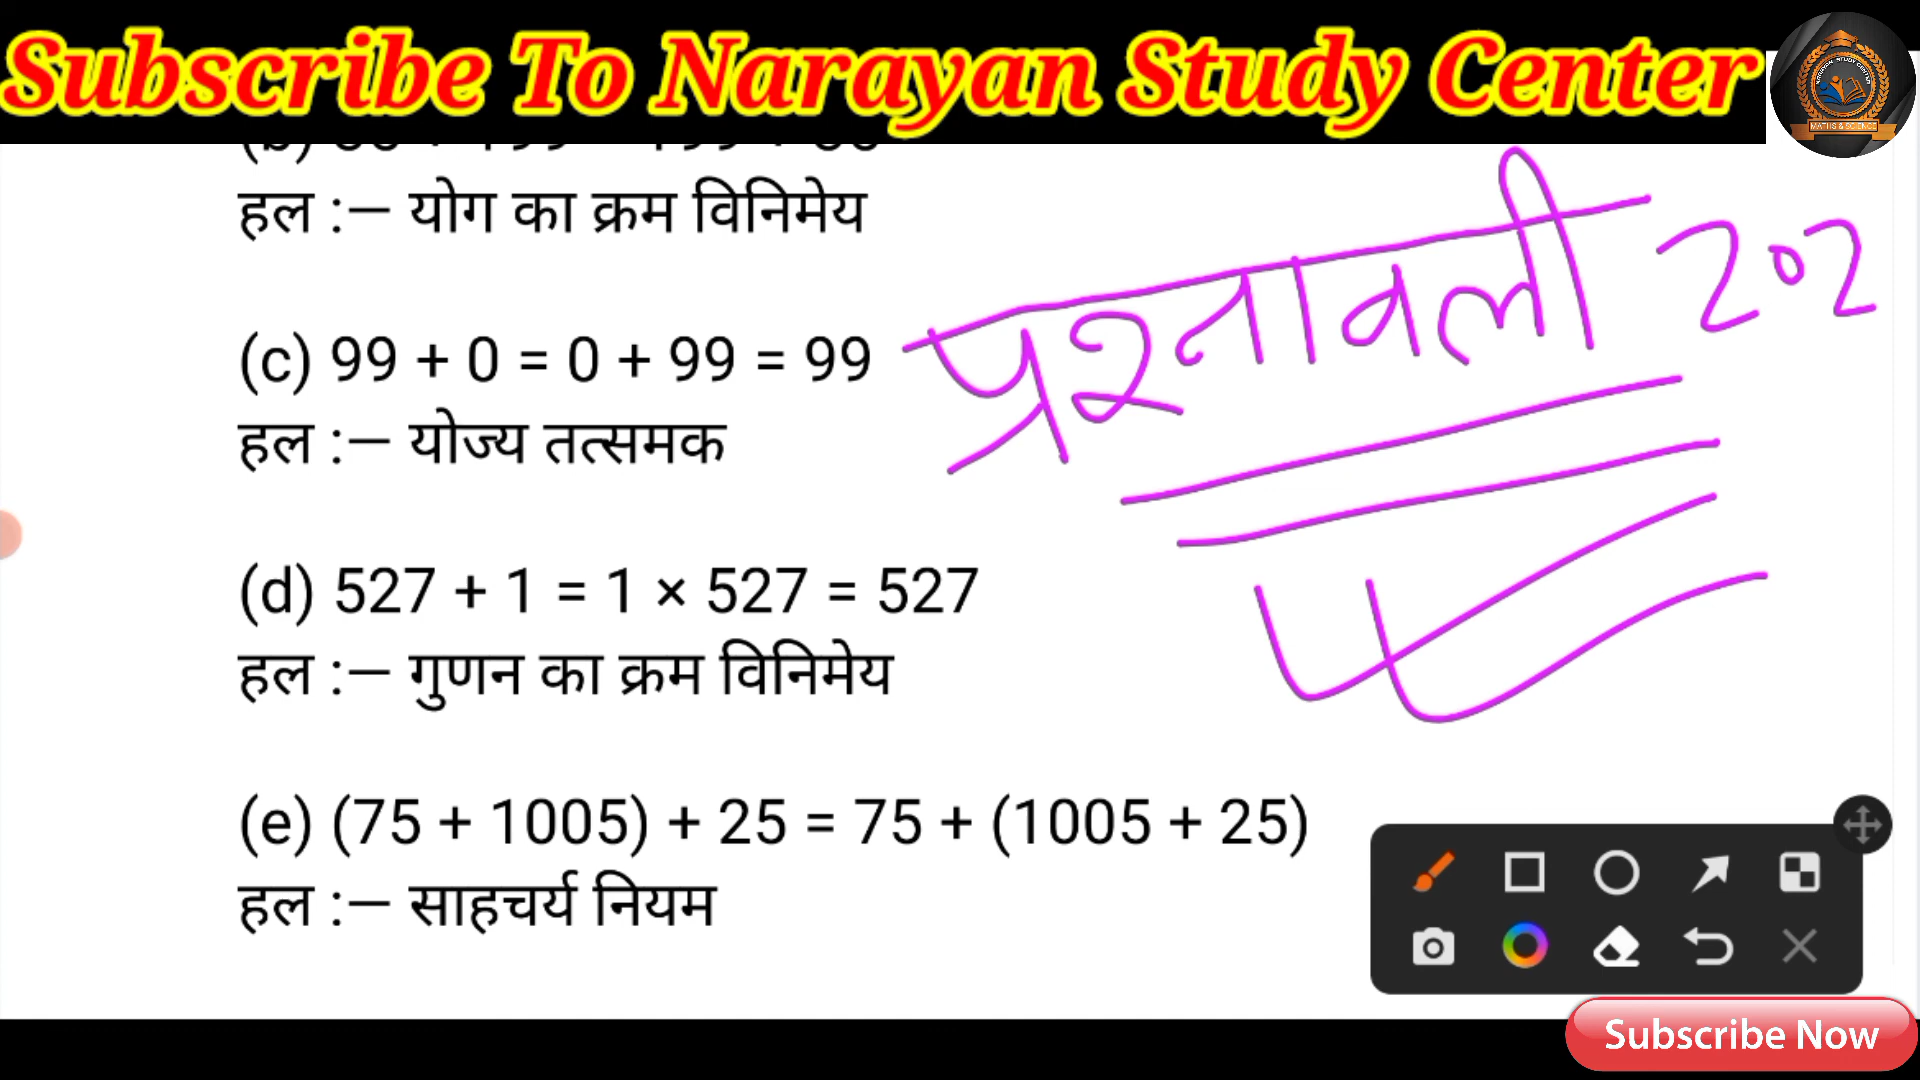 Subscribe To Narayan Study Center
MATHS & SCIENCE
हल :— योग का क्रम विनिमेय
प्रश्नावली 2.2
(c) 99 + 0 = 0 + 99 = 99
हल :— योज्य तत्समक
(d) 527 + 1 = 1 × 527 = 527
हल :— गुणन का क्रम विनिमेय
(e) (75 + 1005) + 25 = 75 + (1005 + 25)
हल :— साहचर्य नियम
Subscribe Now